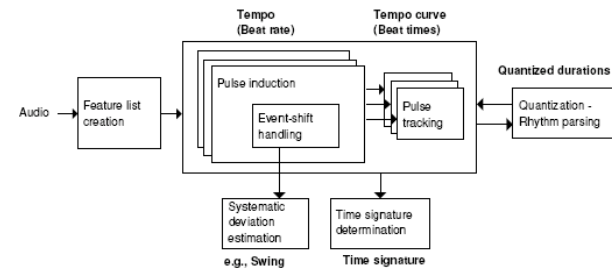 Tempo
(Beat rate)
Tempo curve
(Beat times)
Quantized durations
Audio
Feature list
creation
Pulse induction
Event-shift
handling
Pulse
tracking
Quantization -
Rhythm parsing
Systematic
deviation
estimation
Time signature
determination
e.g., Swing
Time signature